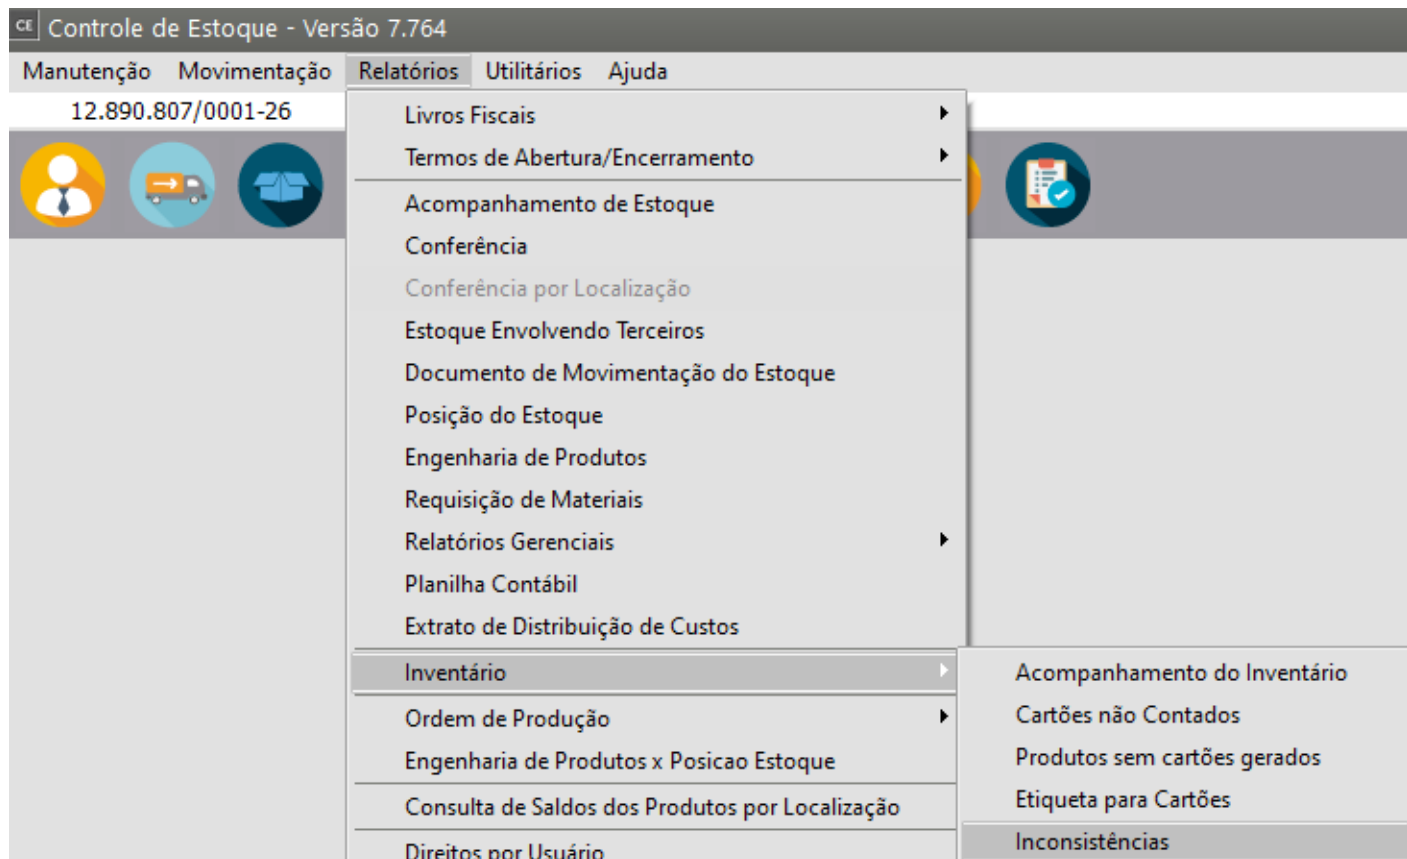 CE Controle de Estoque - Versão 7.764
Manutenção Movimentação Relatórios Utilitários Ajuda
12.890.807/0001-26
Livros Fiscais
Termos de Abertura/Encerramento
Acompanhamento de Estoque
Conferência
Conferência por Localização
Estoque Envolvendo Terceiros
Documento de Movimentação do Estoque
Posição do Estoque
Engenharia de Produtos
Requisição de Materiais
Relatórios Gerenciais
Planilha Contábil
Extrato de Distribuição de Custos
Inventário
Ordem de Produção
Engenharia de Produtos x Posicao Estoque
Consulta de Saldos dos Produtos por Localização
Direitos por Usuário
Acompanhamento do Inventário
Cartões não Contados
Produtos sem cartões gerados
Etiqueta para Cartões
Inconsistências